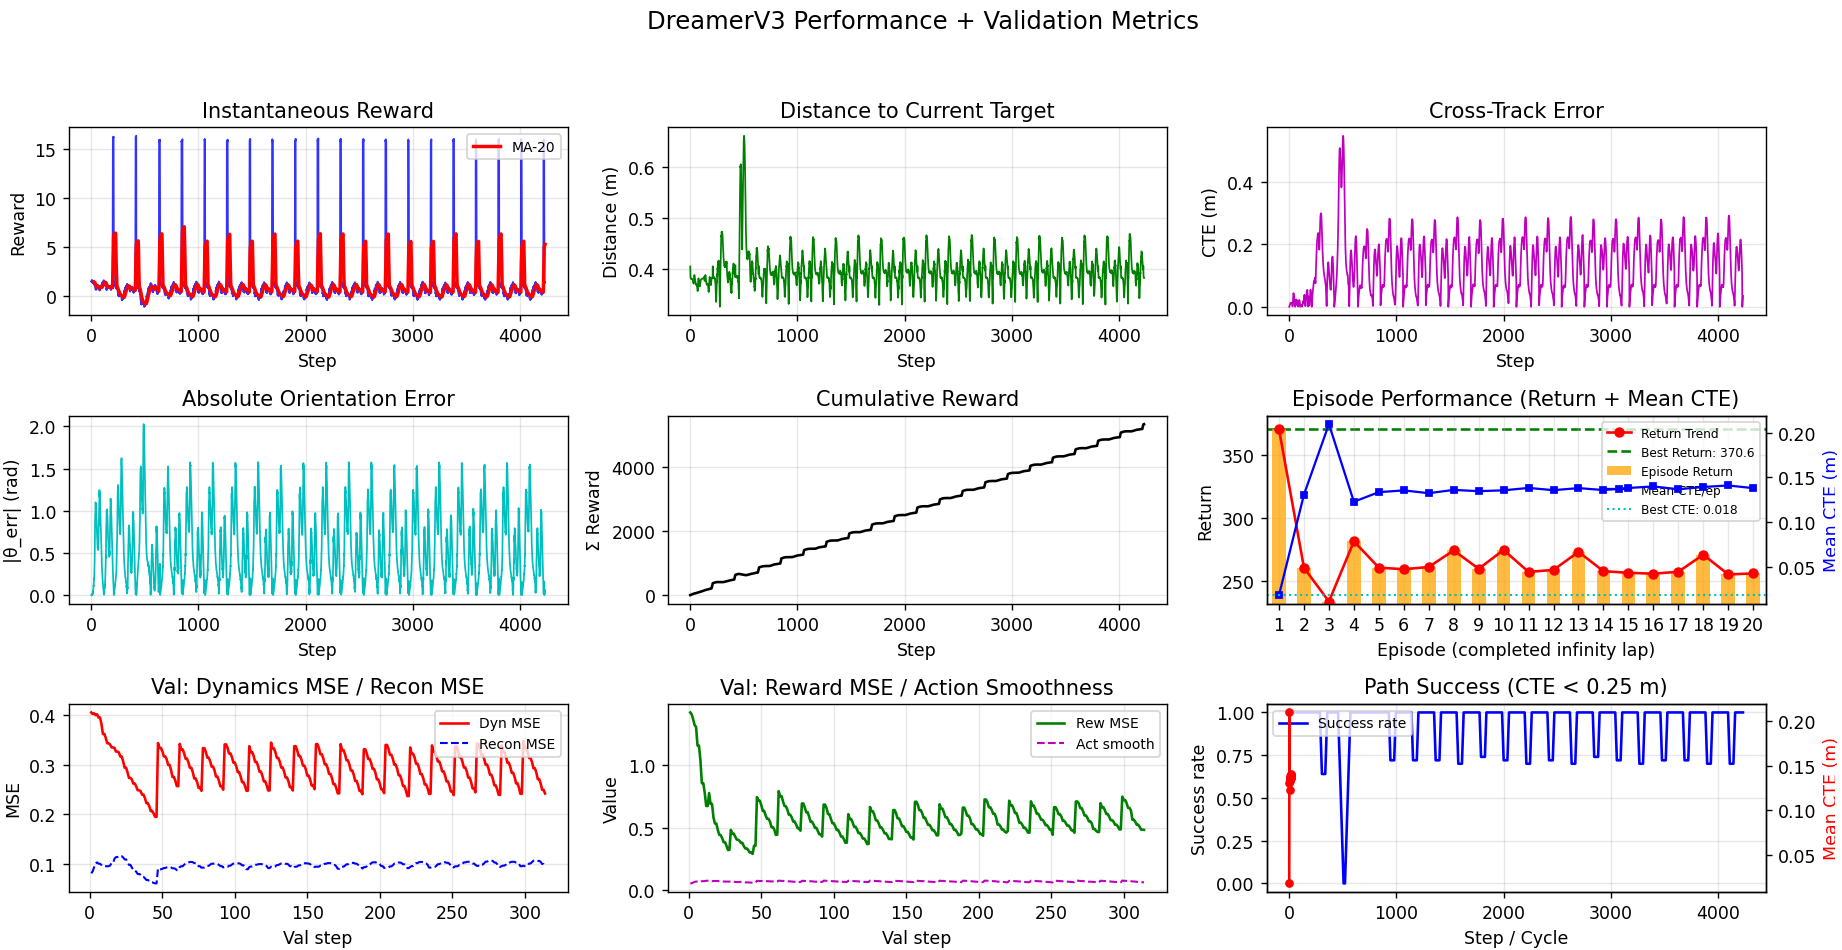 DreamerV3 Performance + Validation Metrics
Instantaneous Reward
Reward
15
10
5
0
MA-20
0
1000
2000
3000
4000
Step
Distance to Current Target
Distance (m)
0.6
0.5
0.4
0
1000
2000
3000
4000
Step
Cross-Track Error
CTE (m)
0.4
0.2
0.0
0
1000
2000
3000
4000
Step
Absolute Orientation Error
|θ_err| (rad)
2.0
1.5
1.0
0.5
0.0
0
1000
2000
3000
4000
Step
Cumulative Reward
Σ Reward
4000
2000
0
0
1000
2000
3000
4000
Step
Episode Performance (Return + Mean CTE)
Return
350
300
250
Return Trend
Best Return: 370.6
Episode Return
Mean CTE/ep
Best CTE: 0.018
0.20
0.15
0.10
0.05
Mean CTE (m)
1 2 3 4 5 6 7 8 9 10 11 12 13 14 15 16 17 18 19 20
Episode (completed infinity lap)
Val: Dynamics MSE / Recon MSE
MSE
0.4
0.3
0.2
0.1
Dyn MSE
Recon MSE
0
50
100
150
200
250
300
Val step
Val: Reward MSE / Action Smoothness
Value
1.0
0.5
0.0
Rew MSE
Act smooth
0
50
100
150
200
250
300
Val step
Path Success (CTE < 0.25 m)
Success rate
1.00
0.75
0.50
0.25
0.00
Success rate
0.20
0.15
0.10
0.05
Mean CTE (m)
0
1000
2000
3000
4000
Step / Cycle